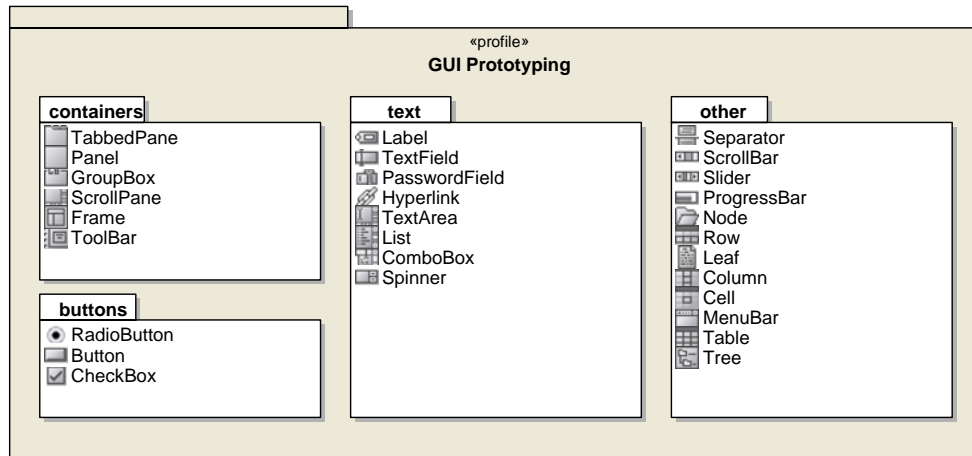 «profile»
GUI Prototyping
containers
TabbedPane
Panel
GroupBox
ScrollPane
Frame
ToolBar
buttons
RadioButton
Button
CheckBox
text
Label
TextField
PasswordField
Hyperlink
TextArea
List
ComboBox
Spinner
other
Separator
ScrollBar
Slider
ProgressBar
Node
Row
Leaf
Column
Cell
MenuBar
Table
Tree